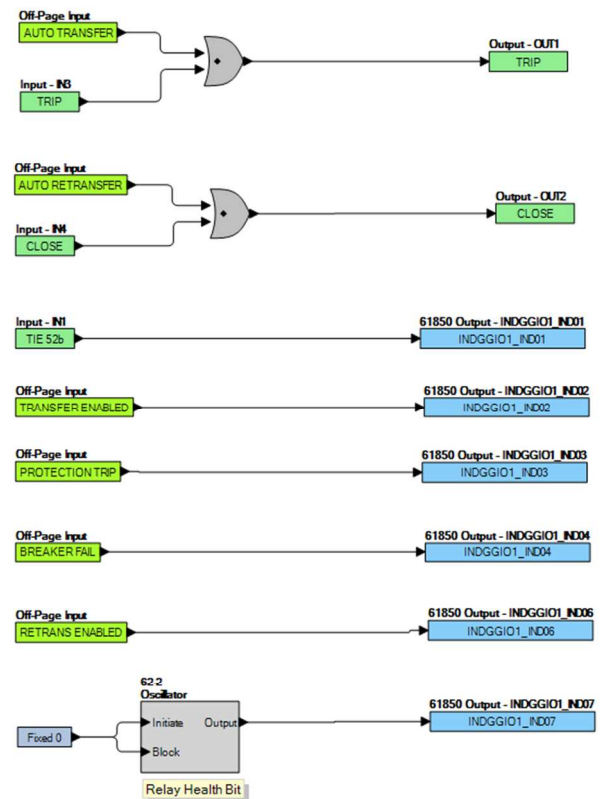 Off-Page Input
AUTO TRANSFER
Input - IN3
TRIP
Output - OUT1
TRIP
Off-Page Input
AUTO RETRANSFER
Input - IN4
CLOSE
Output - OUT2
CLOSE
Input - IN1
TIE 52b
61850 Output - INDGGIO1_IND01
INDGGIO1_IND01
Off-Page Input
TRANSFER ENABLED
61850 Output - INDGGIO1_IND02
INDGGIO1_IND02
Off-Page Input
PROTECTION TRIP
61850 Output - INDGGIO1_IND03
INDGGIO1_IND03
Off-Page Input
BREAKER FAIL
61850 Output - INDGGIO1_IND04
INDGGIO1_IND04
Off-Page Input
RETRANS ENABLED
61850 Output - INDGGIO1_IND06
INDGGIO1_IND06
62-2
Oscillator
Fixed 0
Initiate
Output
Block
61850 Output - INDGGIO1_IND07
INDGGIO1_IND07
Relay Health Bit